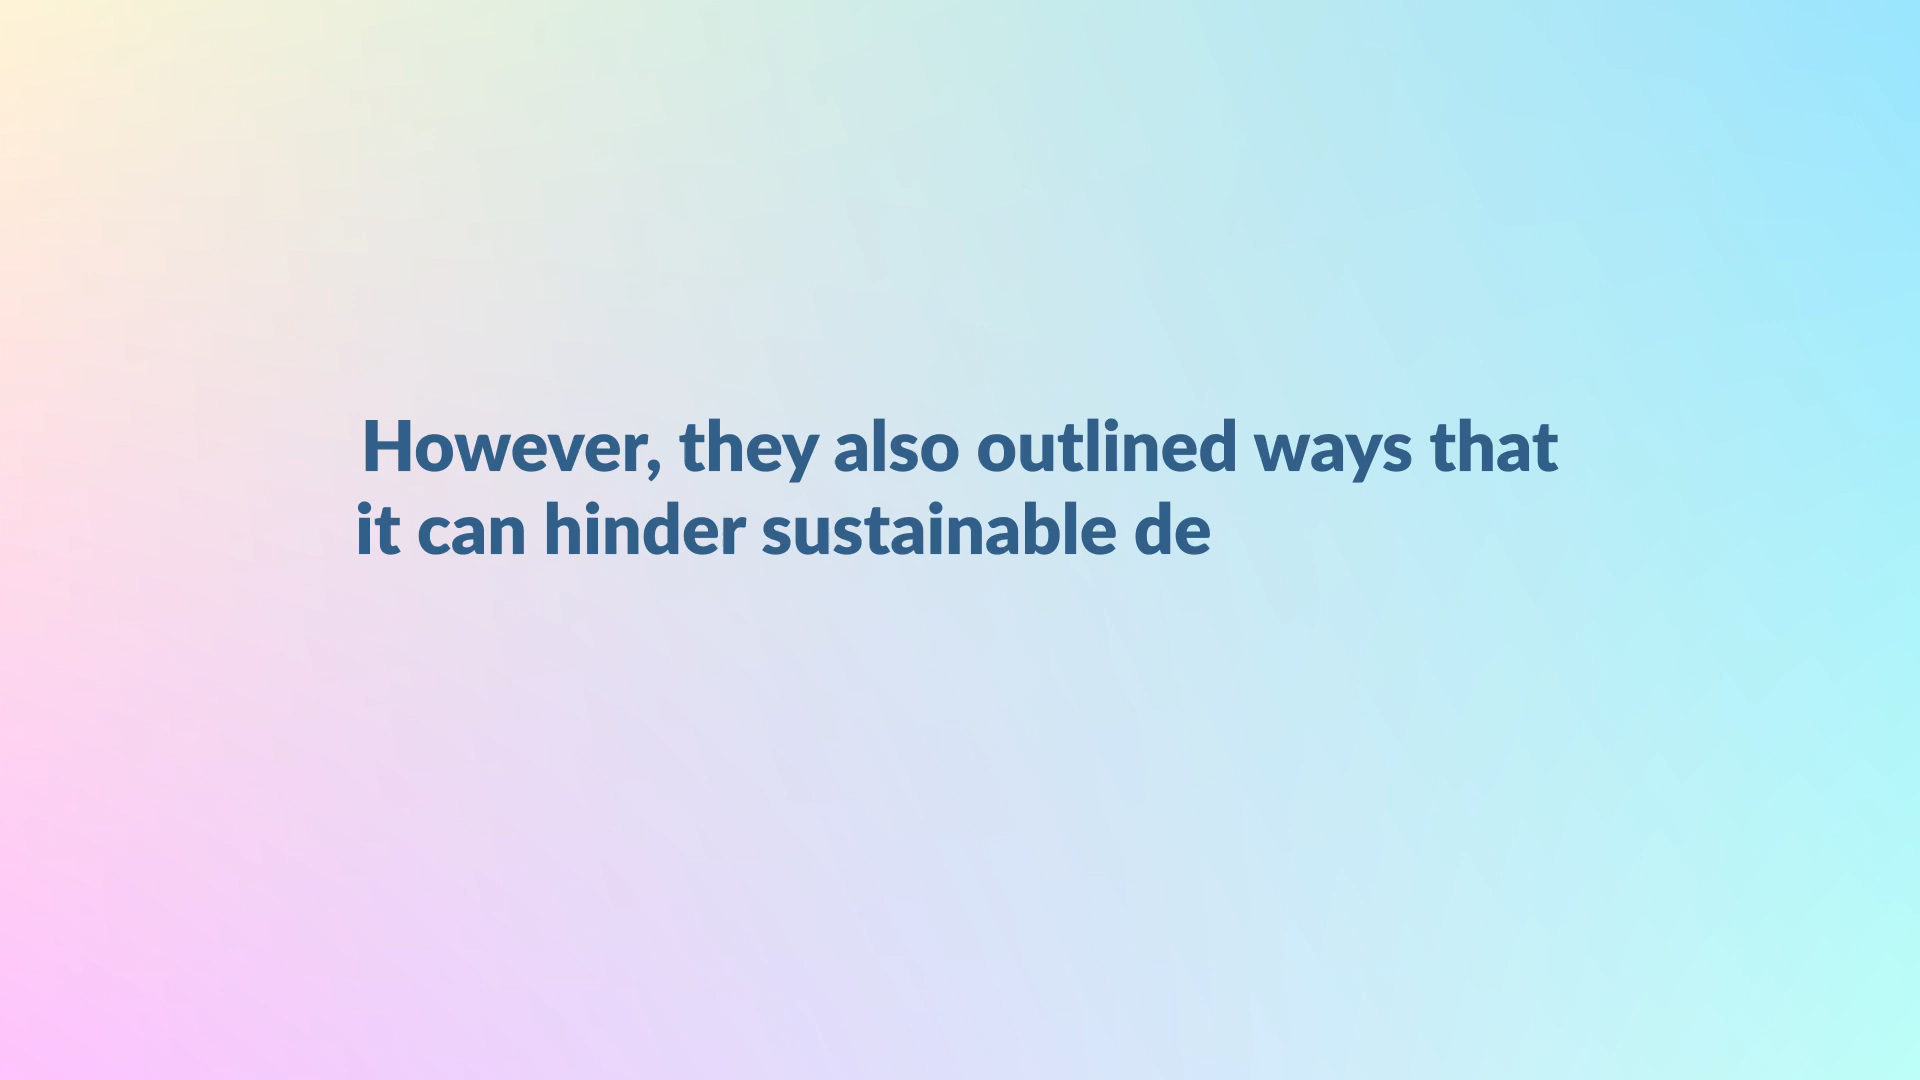 However, they also outlined ways that
it can hinder sustainable de